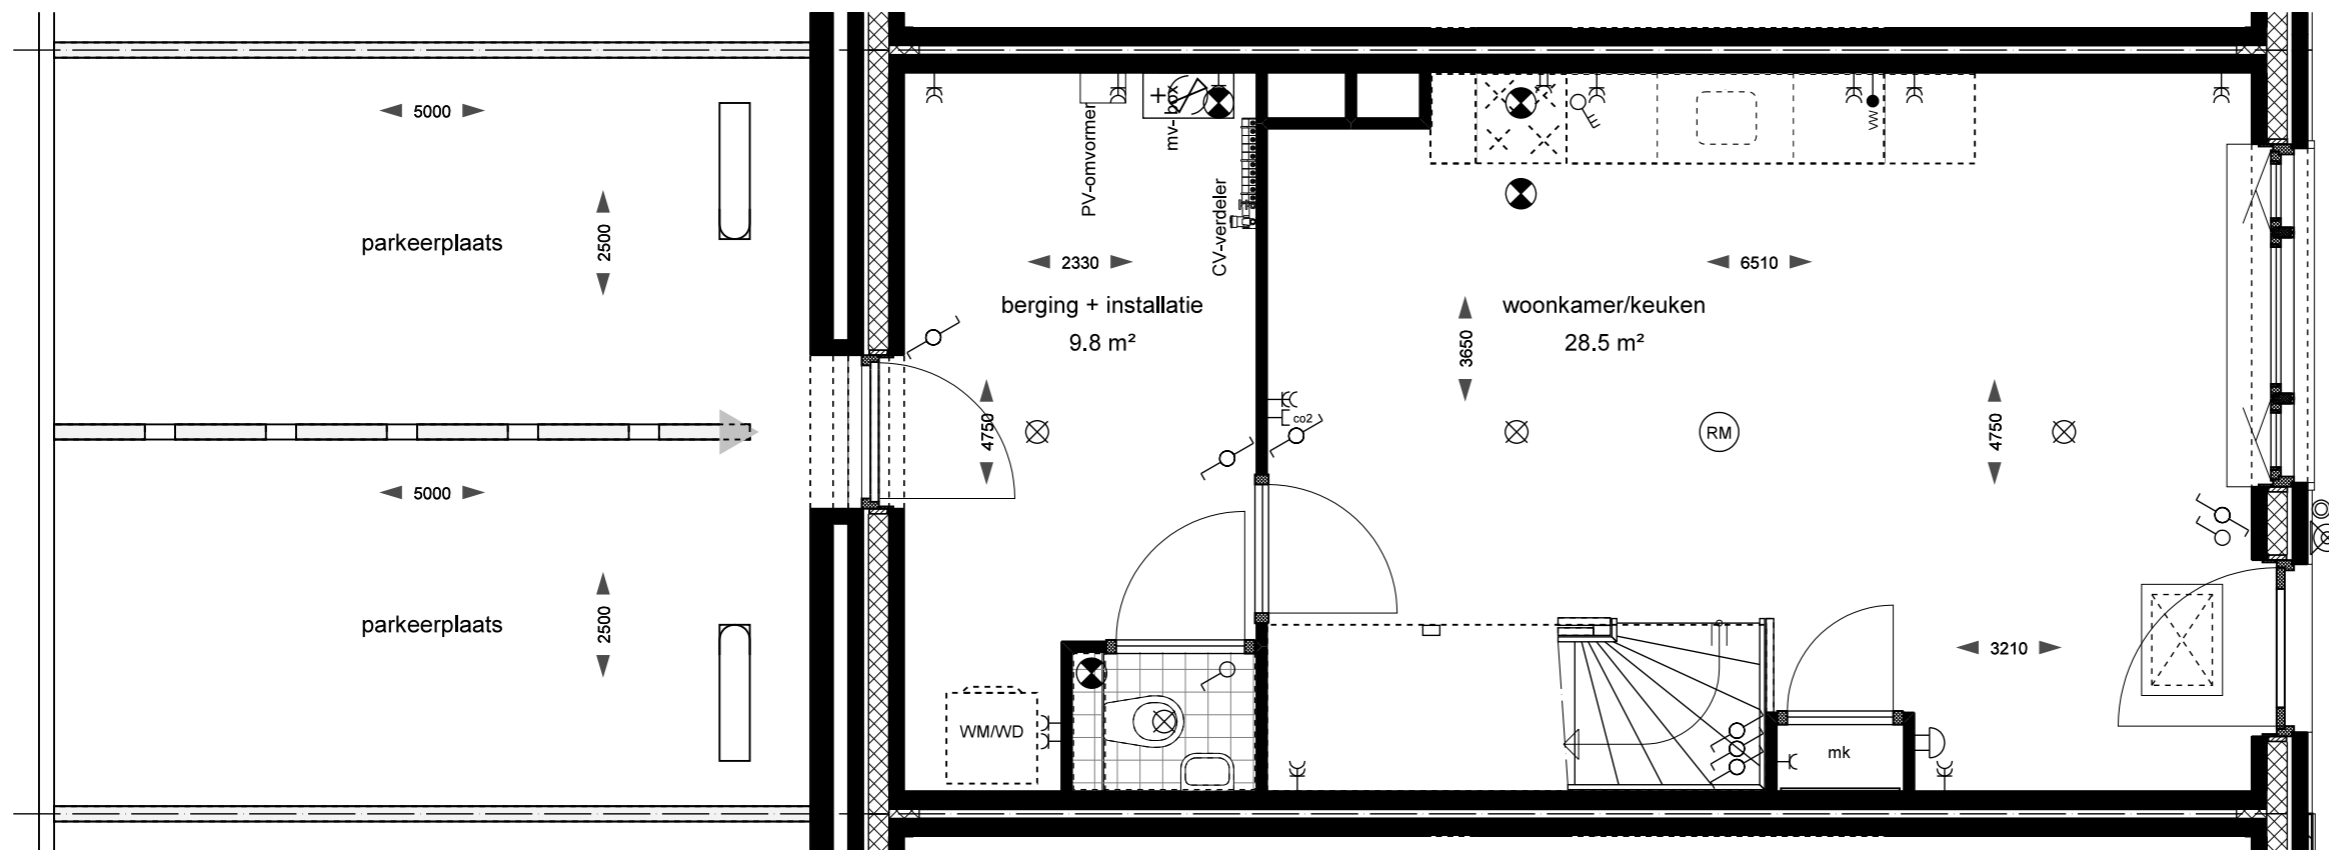 5000
2500
parkeerplaats
5000
2500
parkeerplaats
PV-omvormer
mv-box
CV-verdeler
2330
berging + installatie
9.8 m²
4750
WM/WD
6510
woonkamer/keuken
28.5 m²
3650
co2
RM
4750
3210
mk